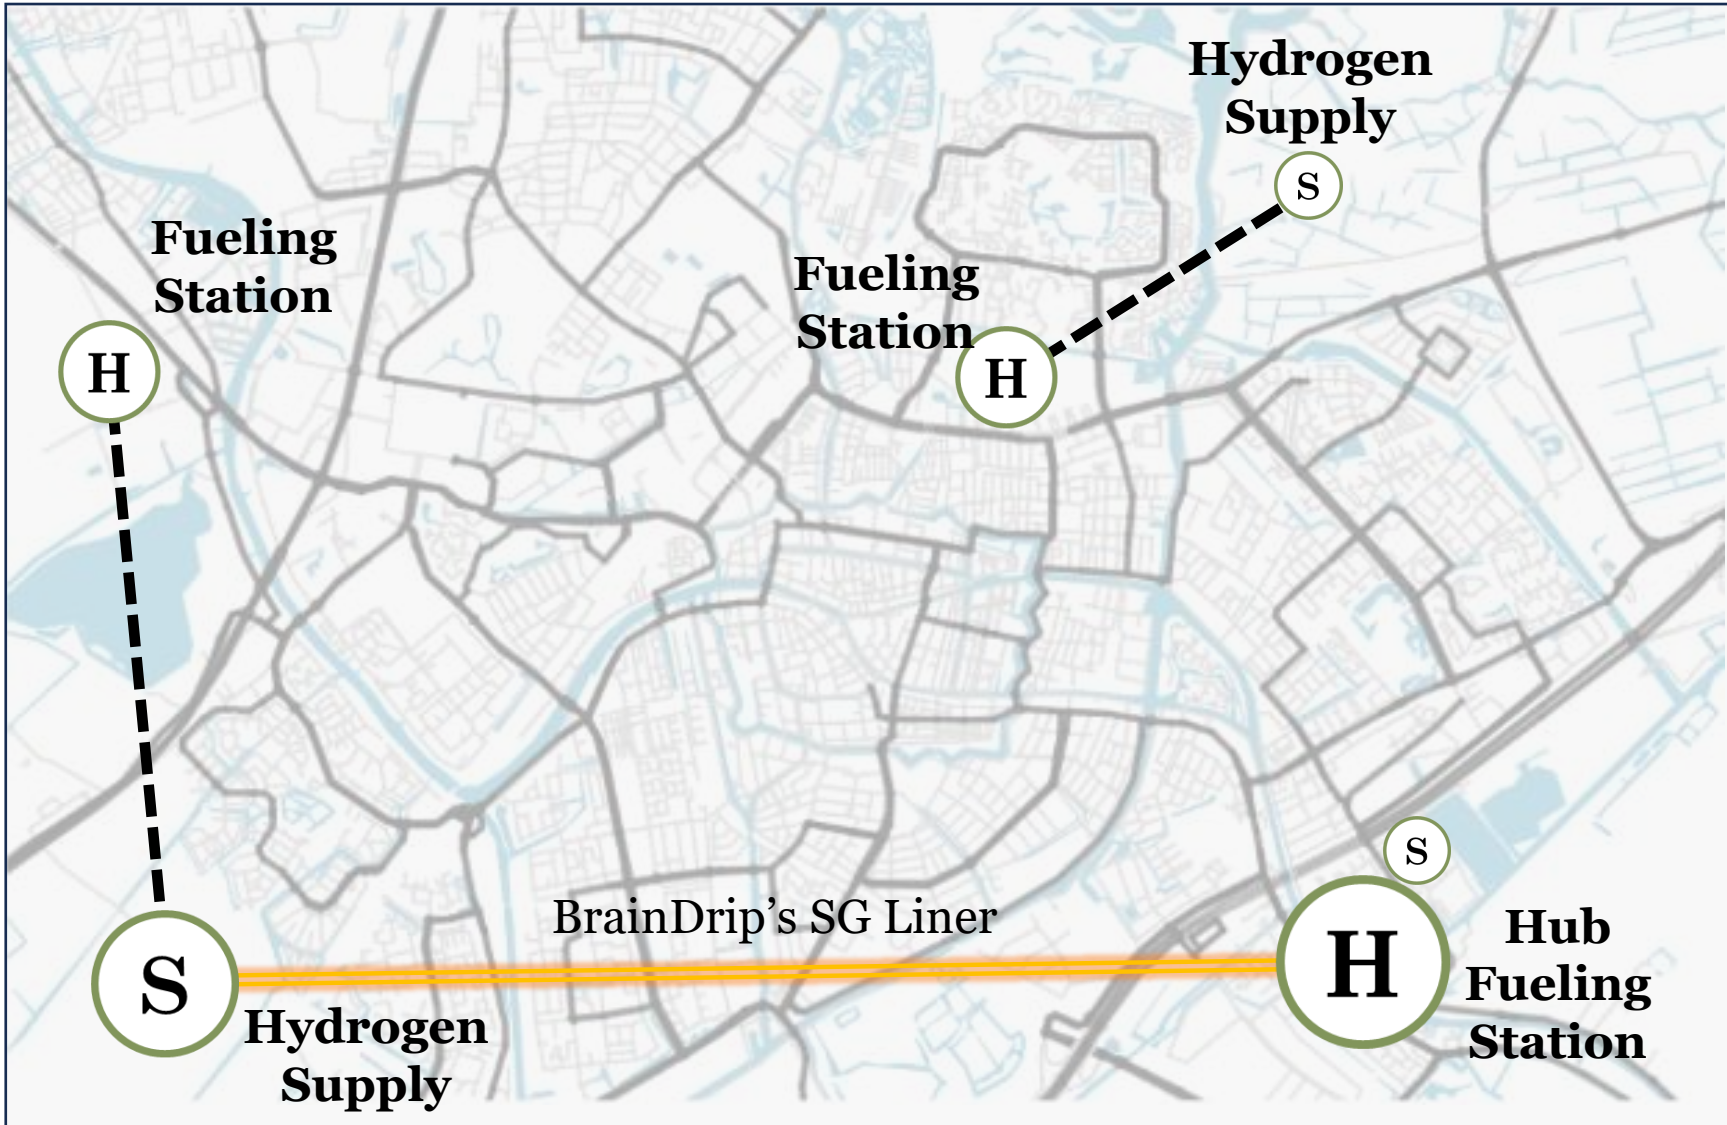 Hydrogen
Supply
S
Fueling
Station
H
Fueling
Station
H
S
BrainDrip's SG Liner
S
H
Hub
Fueling
Station
Hydrogen
Supply